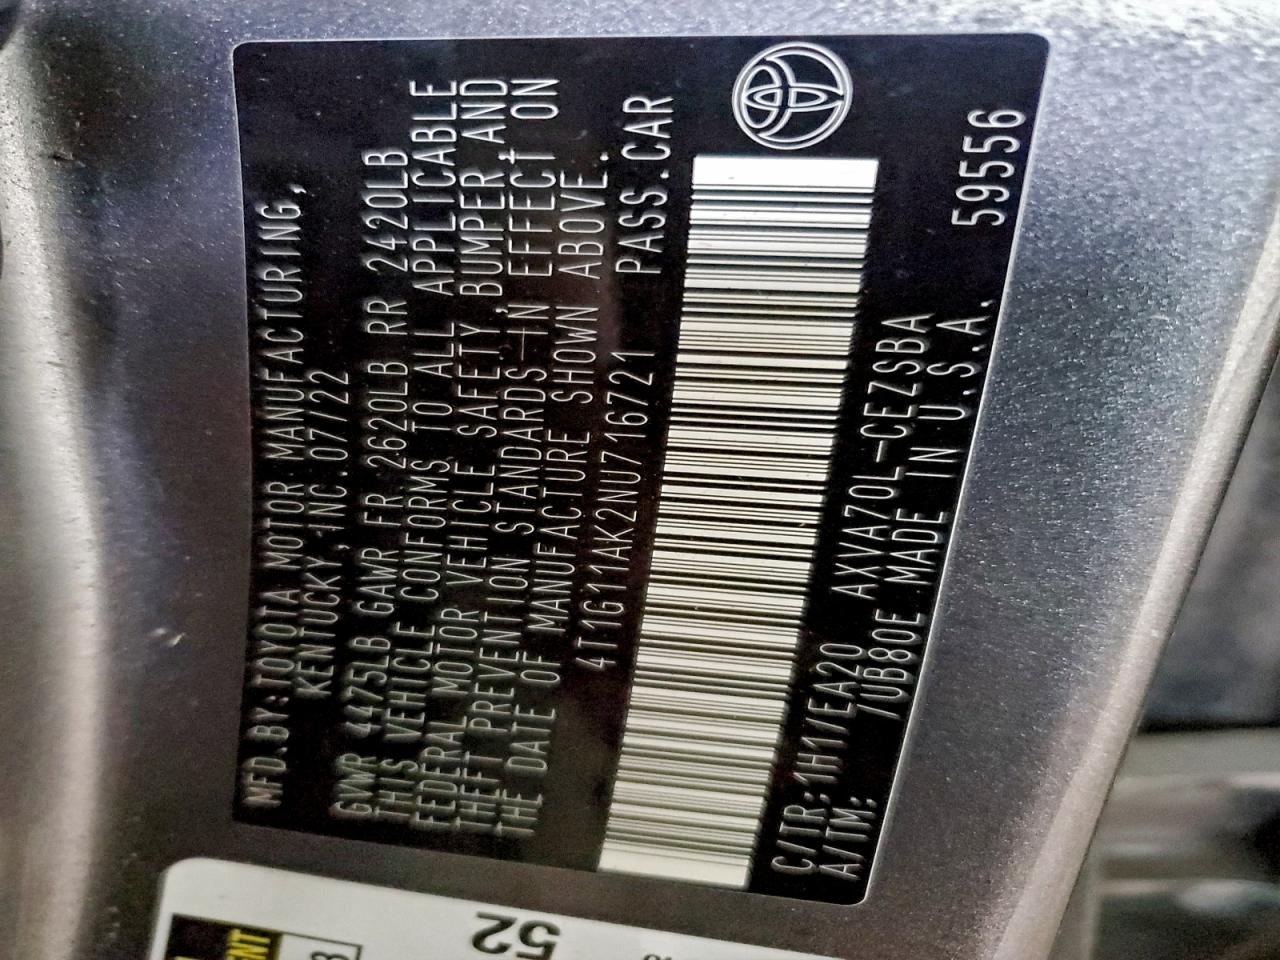 MFD.BY:TOYOTA MOTOR MANUFACTURING,
KENTUCKY,INC.07/22
GVWR 4475LB GAWR FR 2620LB RR 2420LB
THIS VEHICLE CONFORMS TO ALL APPLICABLE
FEDERAL MOTOR VEHICLE SAFETY,BUMPER,AND
THEFT PREVENTION STANDARDS IN EFFECT ON
THE DATE OF MANUFACTURE SHOWN ABOVE.
4T1G11AK2NU716721 PASS.CAR
C/TR:1H1/EA20 AXVA70L-CEZSBA
A/TM: /UB80E MADE IN U.S.A. 59556
52